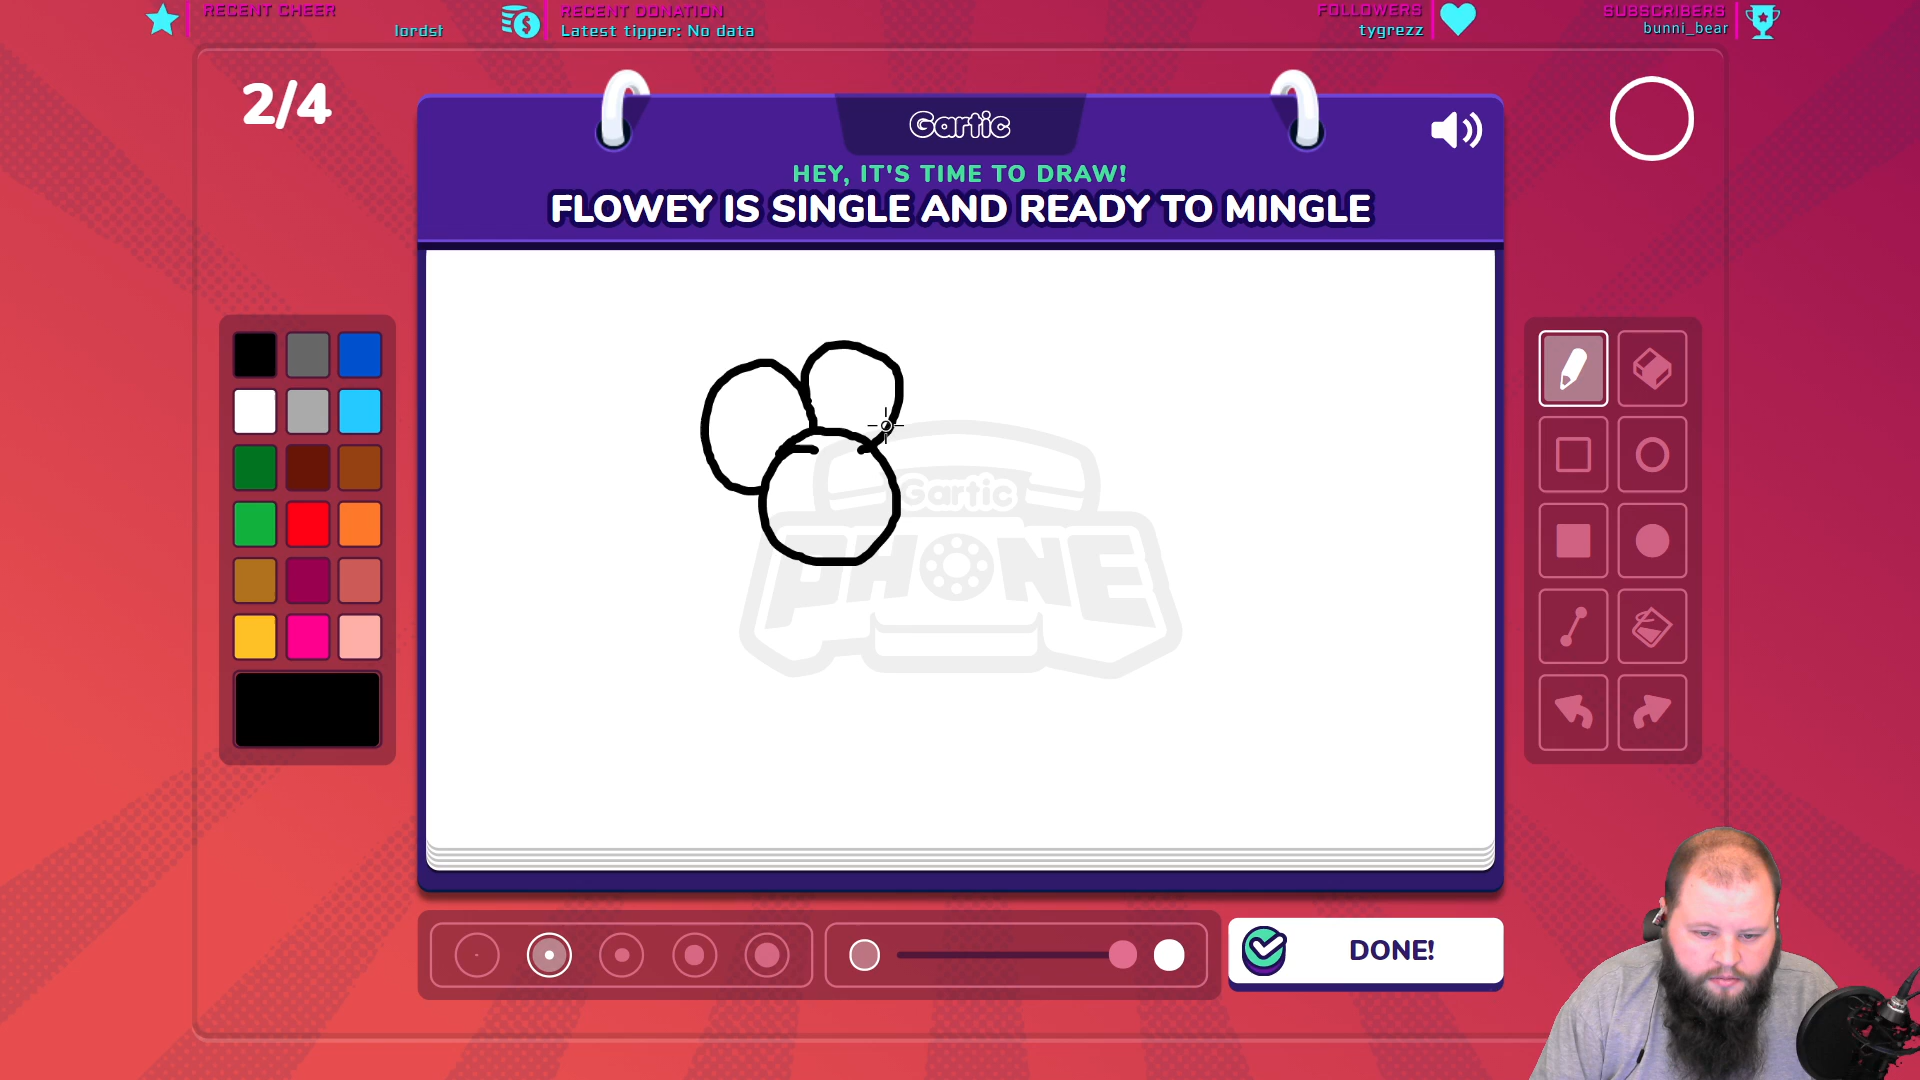 RECENT CHEER
lordsh
RECENT DONATION
Latest tipper: No data
FOLLOWERS
tygrezz
SUBSCRIBERS
bunni_bear
2/4
Gartic
HEY, IT'S TIME TO DRAW!
FLOWEY IS SINGLE AND READY TO MINGLE
Gartic
PHONE
DONE!